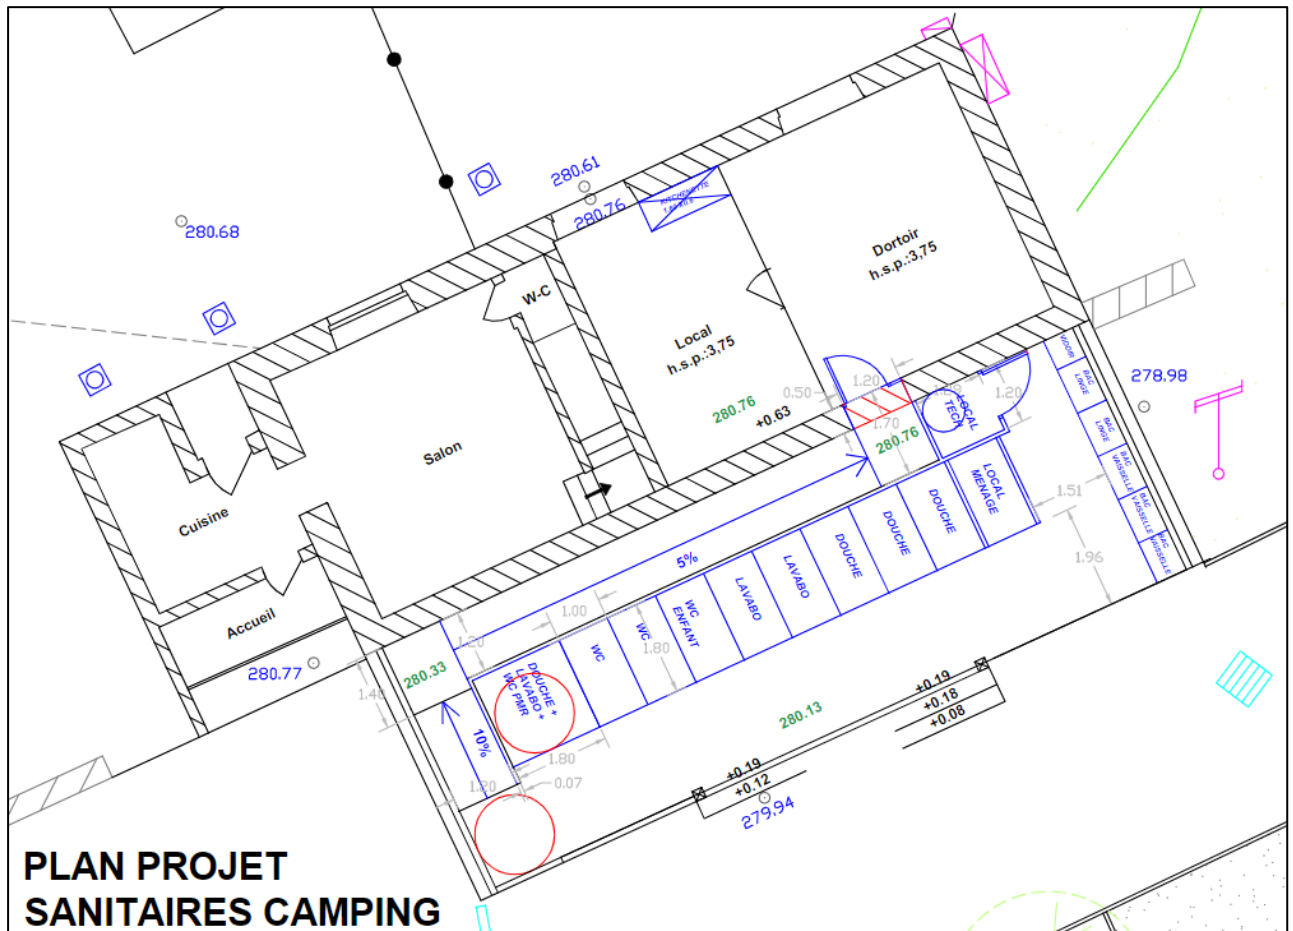 280.61
280.76
280.68
KITCHENETTE
W-C
Dortoir
h.s.p.:3,75
Local
h.s.p.:3,75
280.76
+0.63
0.50
1.20
1.20
1.20
1.70
280.76
LOCAL
TECH
VIDOIR
BAC
LINGE
BAC
LINGE
BAC
VAISSELLE
BAC
VAISSELLE
BAC
VAISSELLE
278.98
Salon
Cuisine
Accueil
280.77
LOCAL
MENAGE
1.51
1.96
DOUCHE
DOUCHE
DOUCHE
LAVABO
LAVABO
WC
ENFANT
WC
WC
5%
1.00
1.80
1.20
280.33
1.40
DOUCHE +
LAVABO +
WC PMR
10%
1.80
0.07
1.20
280.13
+0.19
+0.18
+0.08
+0.19
+0.12
279.94
PLAN PROJET
SANITAIRES CAMPING